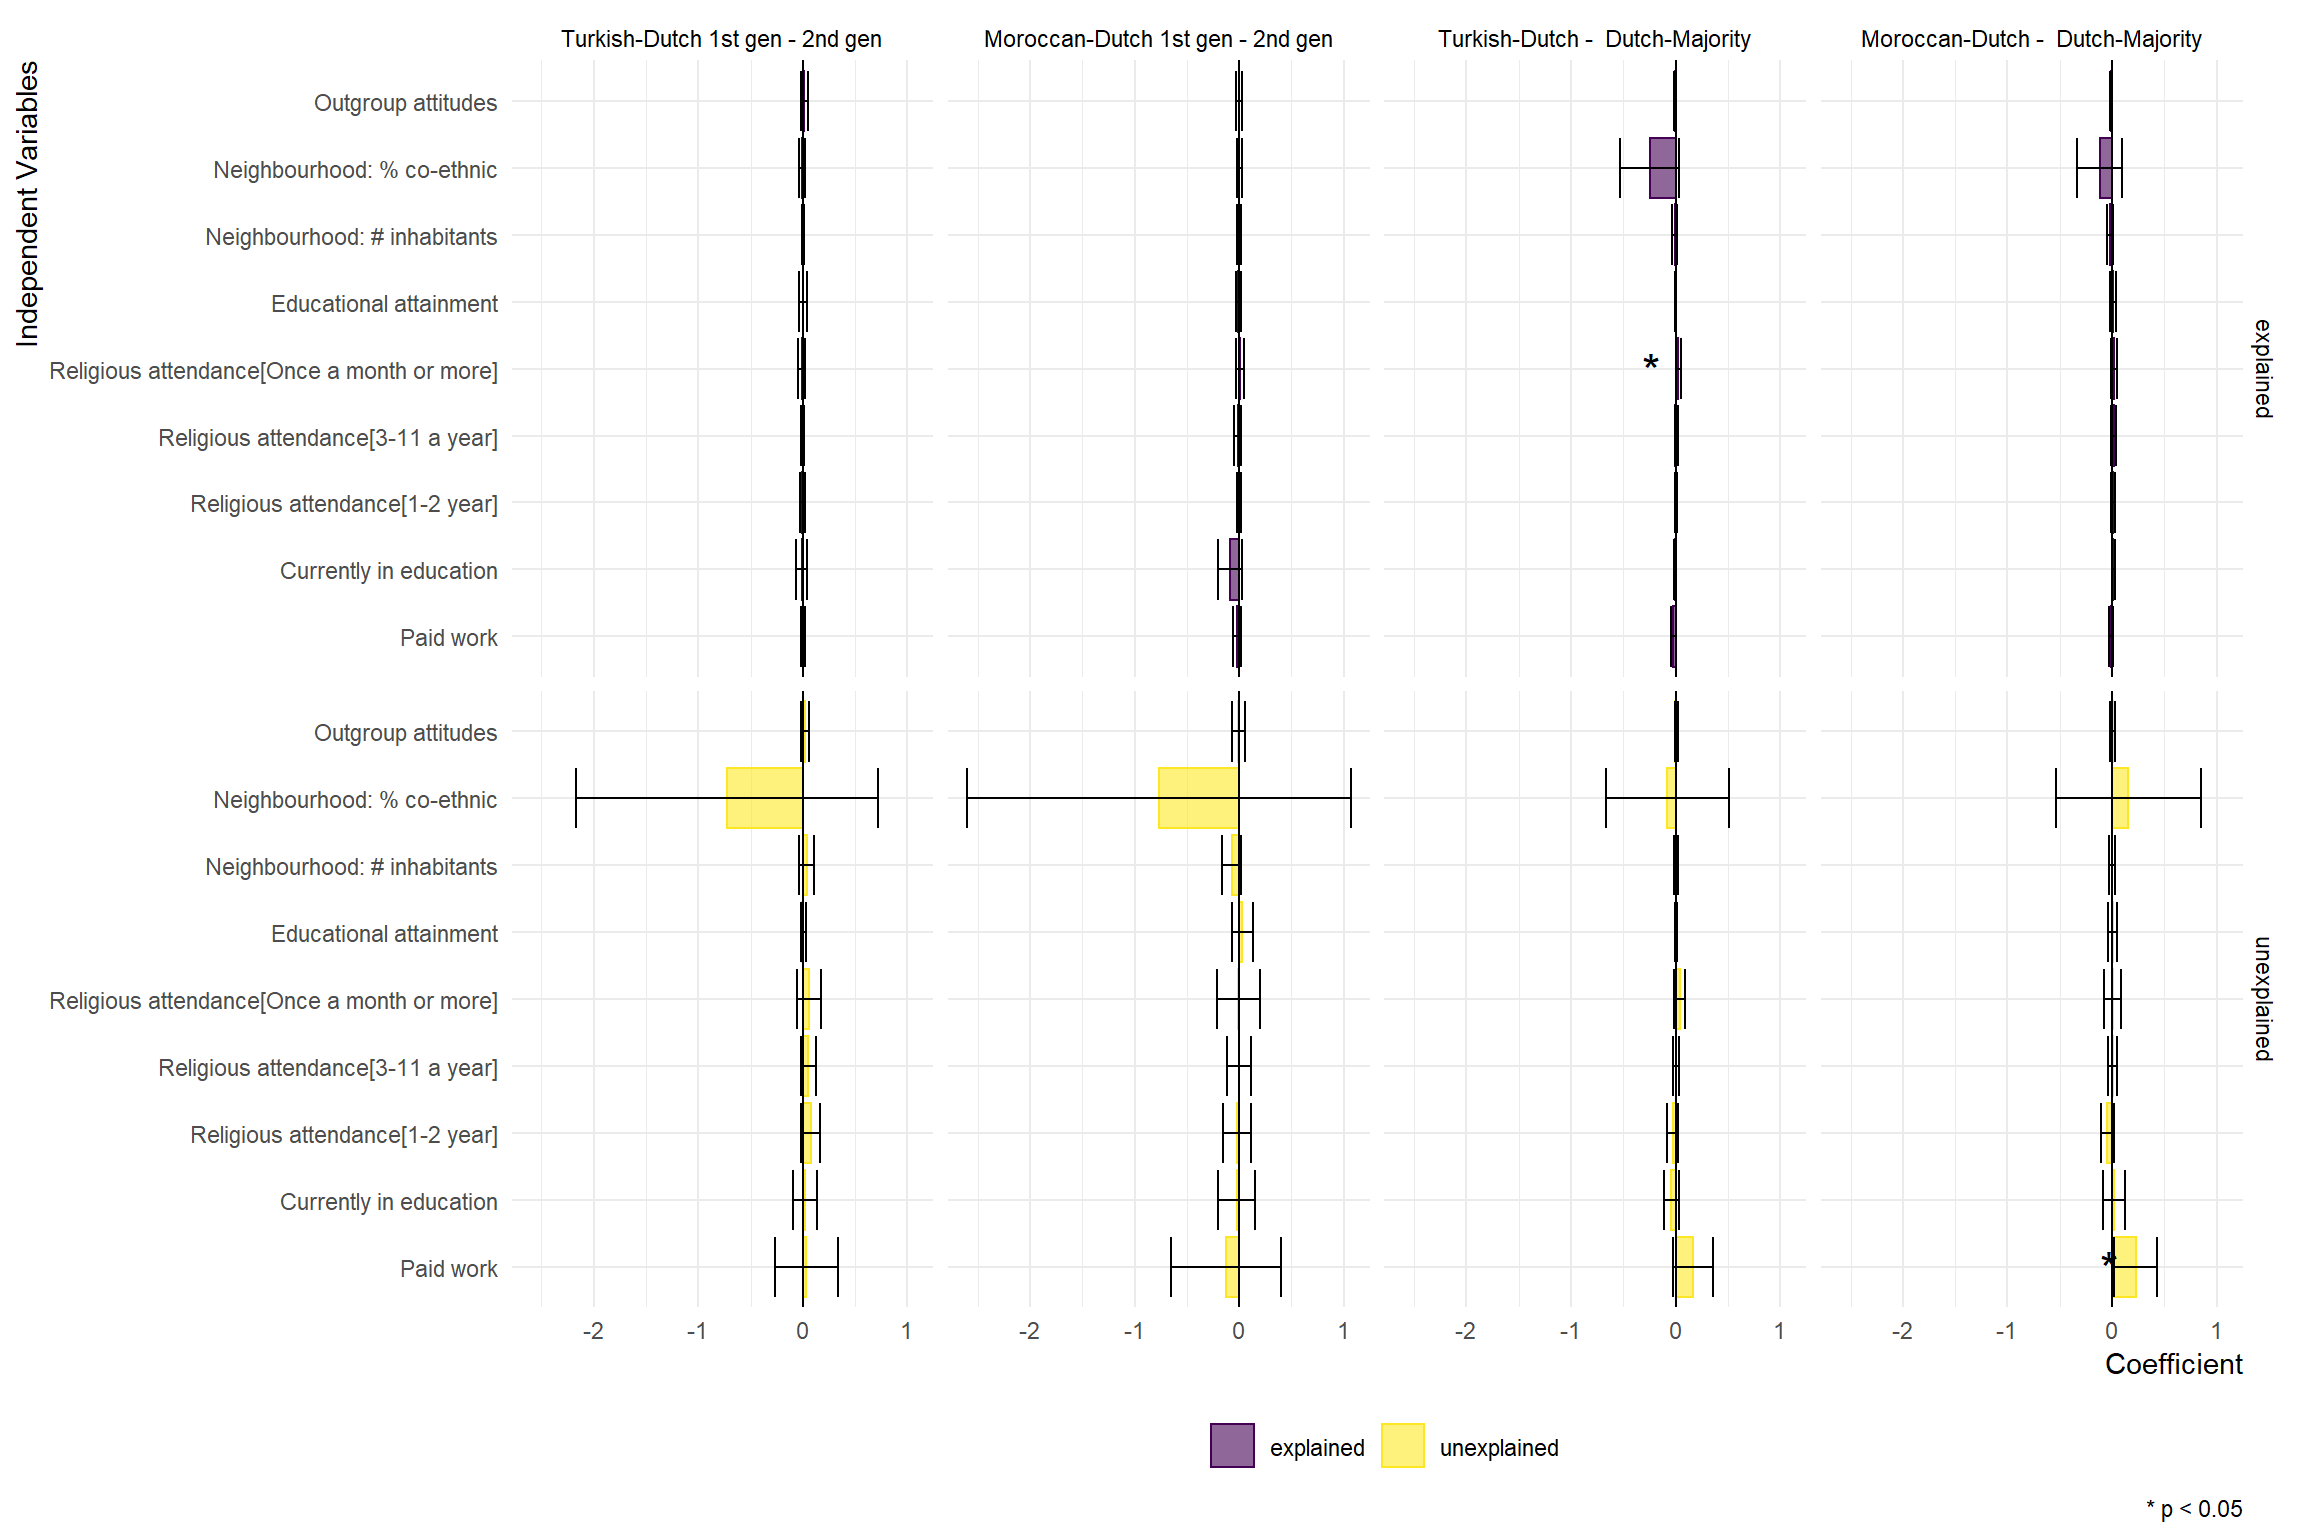 Turkish-Dutch 1st gen - 2nd gen
Moroccan-Dutch 1st gen - 2nd gen
Turkish-Dutch -  Dutch-Majority
Moroccan-Dutch -  Dutch-Majority
Independent Variables
Outgroup attitudes
Neighbourhood: % co-ethnic
Neighbourhood: # inhabitants
Educational attainment
Religious attendance[Once a month or more]
*
Religious attendance[3-11 a year]
Religious attendance[1-2 year]
Currently in education
Paid work
explained
Outgroup attitudes
Neighbourhood: % co-ethnic
Neighbourhood: # inhabitants
Educational attainment
Religious attendance[Once a month or more]
Religious attendance[3-11 a year]
Religious attendance[1-2 year]
Currently in education
Paid work
*
unexplained
-2 -1 0 1
-2 -1 0 1
-2 -1 0 1
-2 -1 0 1
Coefficient
explained
unexplained
* p < 0.05